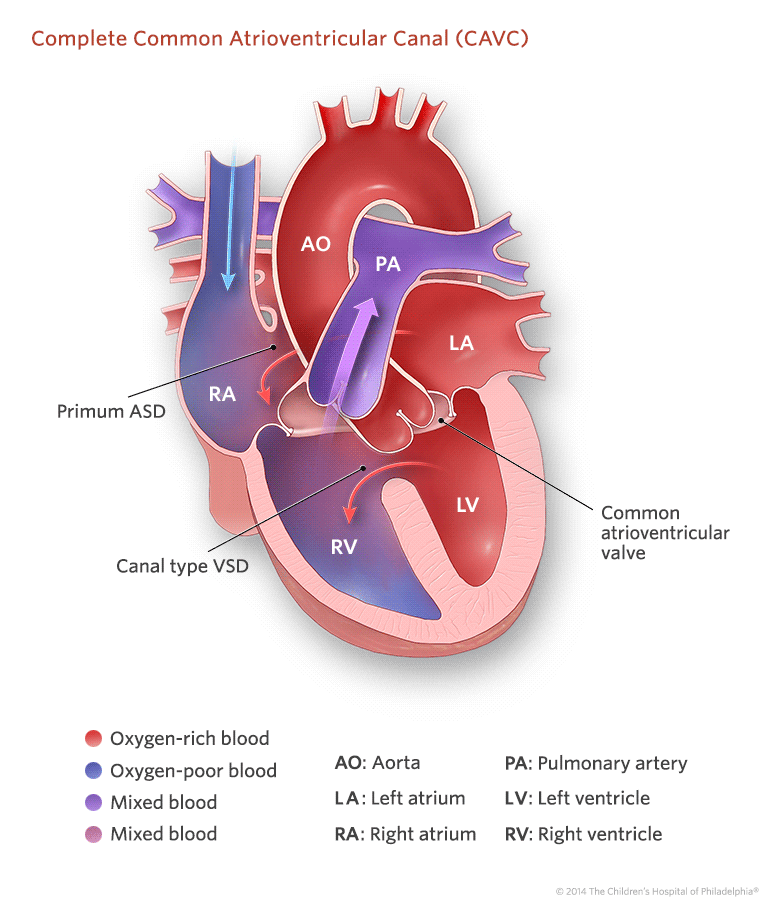 Complete Common Atrioventricular Canal (CAVC)
AO
PA
LA
RA
Primum ASD
LV
Common
atrioventricular
valve
RV
Canal type VSD
Oxygen-rich blood
Oxygen-poor blood
Mixed blood
Mixed blood
AO: Aorta
LA: Left atrium
RA: Right atrium
PA: Pulmonary artery
LV: Left ventricle
RV: Right ventricle
© 2014 The Children's Hospital of Philadelphia®